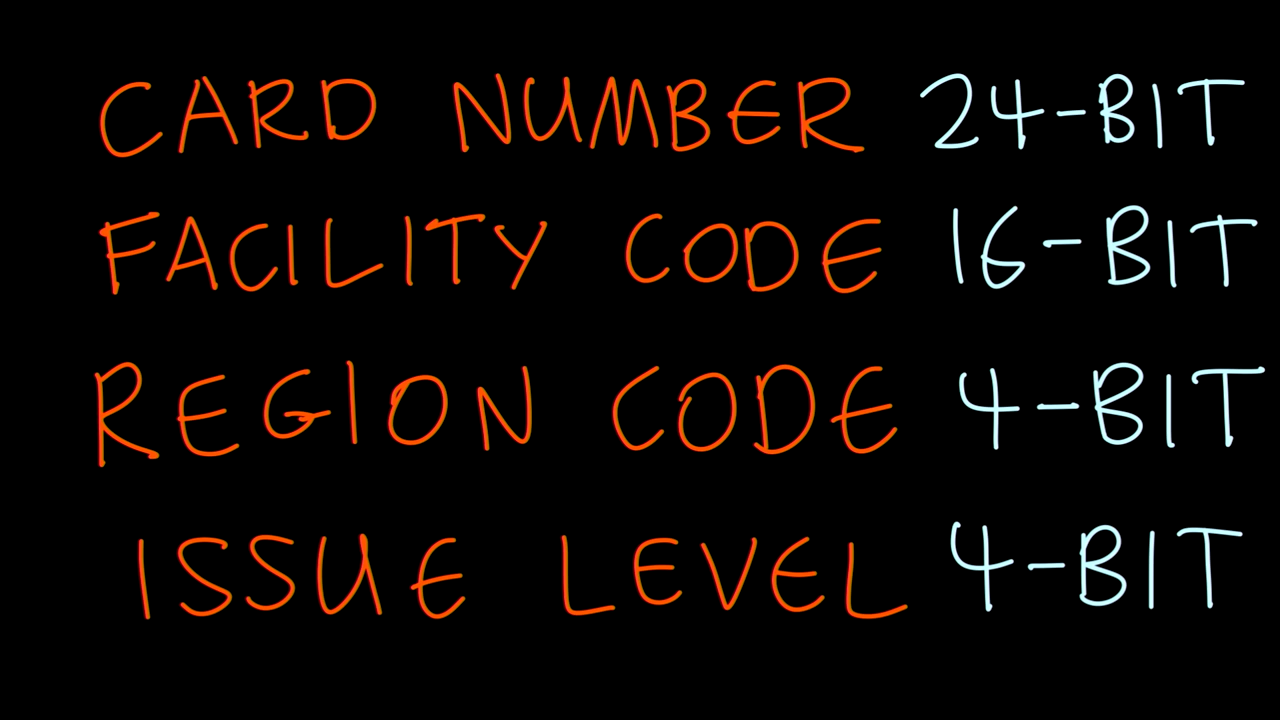 CARD NUMBER 24-BIT
FACILITY CODE 16-BIT
REGION CODE 4-BIT
ISSUE LEVEL 4-BIT